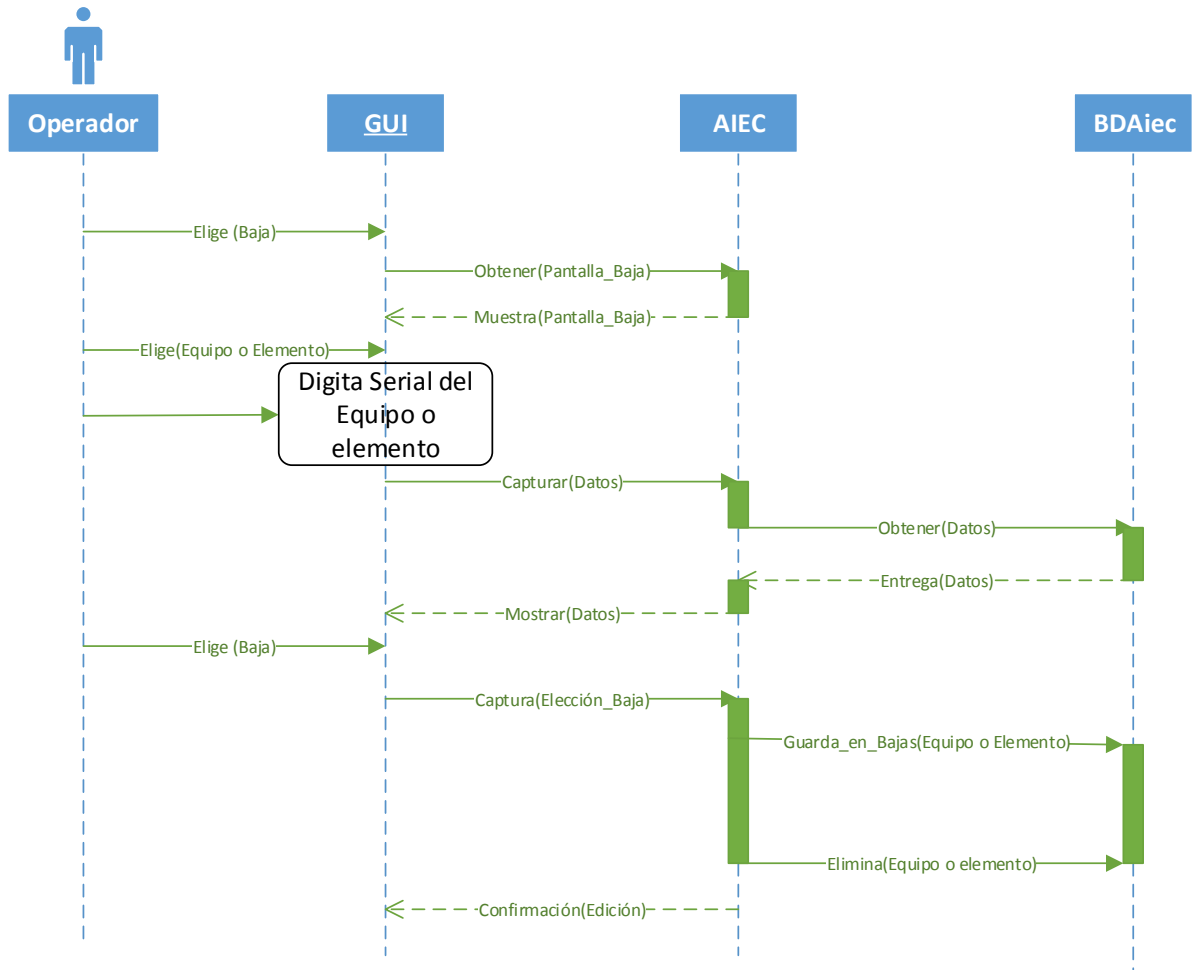 Operador
GUI
AIEC
BDAiec
Elige (Baja)
Obtener(Pantalla_Baja)
Muestra(Pantalla_Baja)
Elige(Equipo o Elemento)
Digita Serial del
Equipo o
elemento
Capturar(Datos)
Obtener(Datos)
Entrega(Datos)
Mostrar(Datos)
Elige (Baja)
Captura(Elección_Baja)
Guarda_en_Bajas(Equipo o Elemento)
Elimina(Equipo o elemento)
Confirmación(Edición)